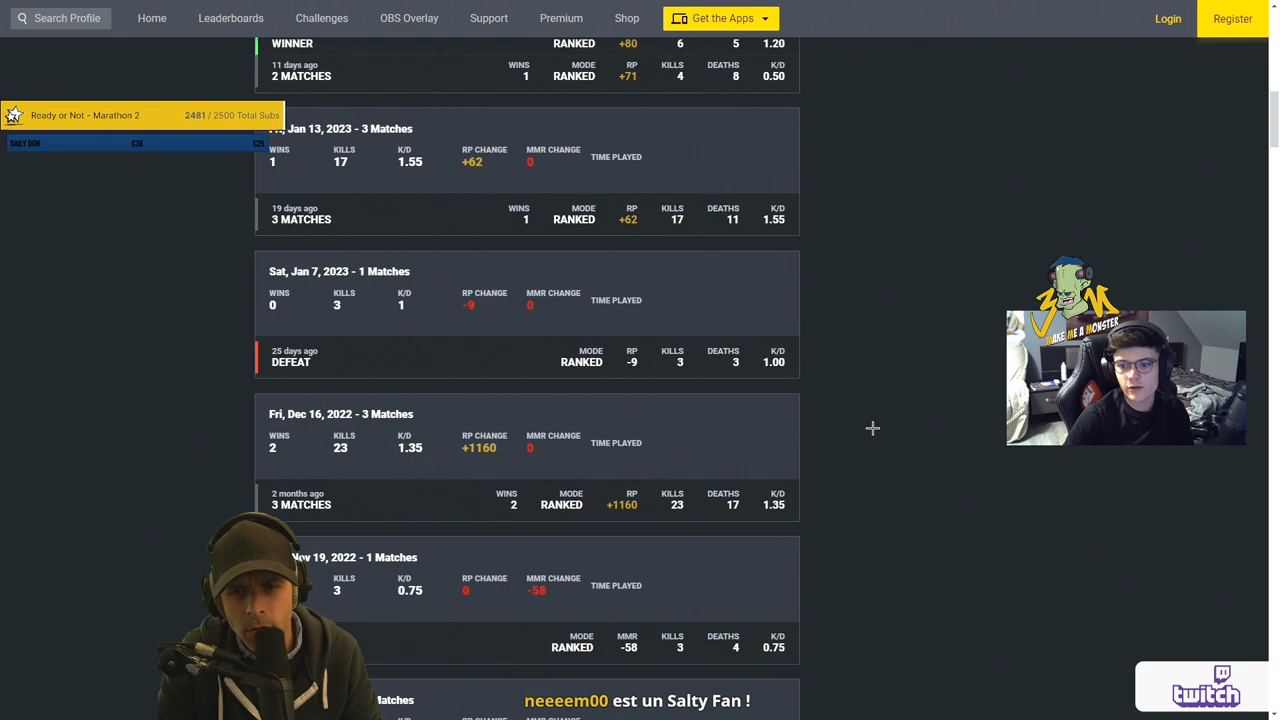 Search Profile Home Leaderboards Challenges OBS Overlay Support Premium Shop Get the Apps Login Register
WINNER RANKED +80 6 5 1.20
11 days ago WINS MODE RP KILLS DEATHS K/D
2 MATCHES 1 RANKED +71 4 8 0.50
Ready or Not - Marathon 2 2481 / 2500 Total Subs
DAILY DON €38 €29
Jan 13, 2023 - 3 Matches
WINS KILLS K/D RP CHANGE MMR CHANGE TIME PLAYED
1 17 1.55 +62 0
19 days ago WINS MODE RP KILLS DEATHS K/D
3 MATCHES 1 RANKED +62 17 11 1.55
Sat, Jan 7, 2023 - 1 Matches
WINS KILLS K/D RP CHANGE MMR CHANGE TIME PLAYED
0 3 1 -9 0
25 days ago MODE RP KILLS DEATHS K/D
DEFEAT RANKED -9 3 3 1.00
MAKE ME A MONSTER
Fri, Dec 16, 2022 - 3 Matches
WINS KILLS K/D RP CHANGE MMR CHANGE TIME PLAYED
2 23 1.35 +1160 0
2 months ago WINS MODE RP KILLS DEATHS K/D
3 MATCHES 2 RANKED +1160 23 17 1.35
Nov 19, 2022 - 1 Matches
KILLS K/D RP CHANGE MMR CHANGE TIME PLAYED
3 0.75 0 -58
MODE MMR KILLS DEATHS K/D
RANKED -58 3 4 0.75
Matches
neeeem00 est un Salty Fan !
twitch